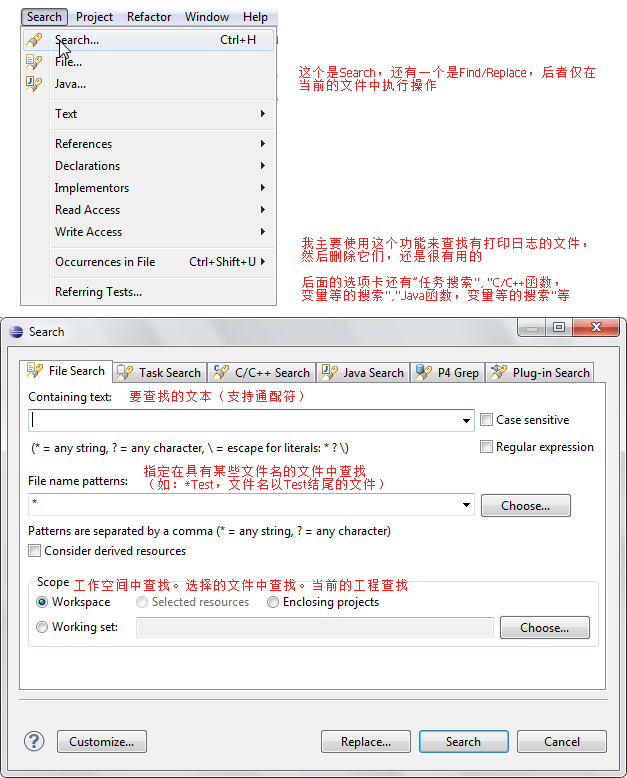 Search Project Refactor Window Help
Search... Ctrl+H
File...
Java...
Text
References
Declarations
Implementors
Read Access
Write Access
Occurrences in File Ctrl+Shift+U
Referring Tests...
这个是Search，还有一个是Find/Replace，后者仅在
当前的文件中执行操作
我主要使用这个功能来查找有打印日志的文件，
然后删除它们，还是很有用的
后面的选项卡还有"任务搜索","C/C++函数，
变量等的搜索","Java函数，变量等的搜索"等
Search
File Search Task Search C/C++ Search Java Search P4 Grep Plug-in Search
Containing text: 要查找的文本（支持通配符）
Case sensitive
(* = any string, ? = any character, \ = escape for literals: * ? \)
Regular expression
指定在具有某些文件名的文件中查找
File name patterns:
（如：*Test，文件名以Test结尾的文件）
* Choose...
Patterns are separated by a comma (* = any string, ? = any character)
Consider derived resources
Scope 工作空间中查找。选择的文件中查找。当前的工程查找
Workspace Selected resources Enclosing projects
Working set: Choose...
? Customize... Replace... Search Cancel